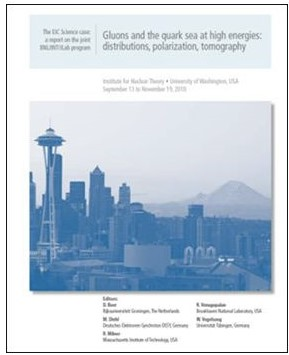 The EIC Science case:
a report on the joint
BNL/INT/JLab program
Gluons and the quark sea at high energies:
distributions, polarization, tomography
Institute for Nuclear Theory • University of Washington, USA
September 13 to November 19, 2010
Editors:
D. Boer
Rijksuniversiteit Groningen, The Netherlands
M. Diehl
Deutsches Elektronen-Synchrotron DESY, Germany
R. Milner
Massachusetts Institute of Technology, USA
R. Venugopalan
Brookhaven National Laboratory, USA
W. Vogelsang
Universität Tübingen, Germany